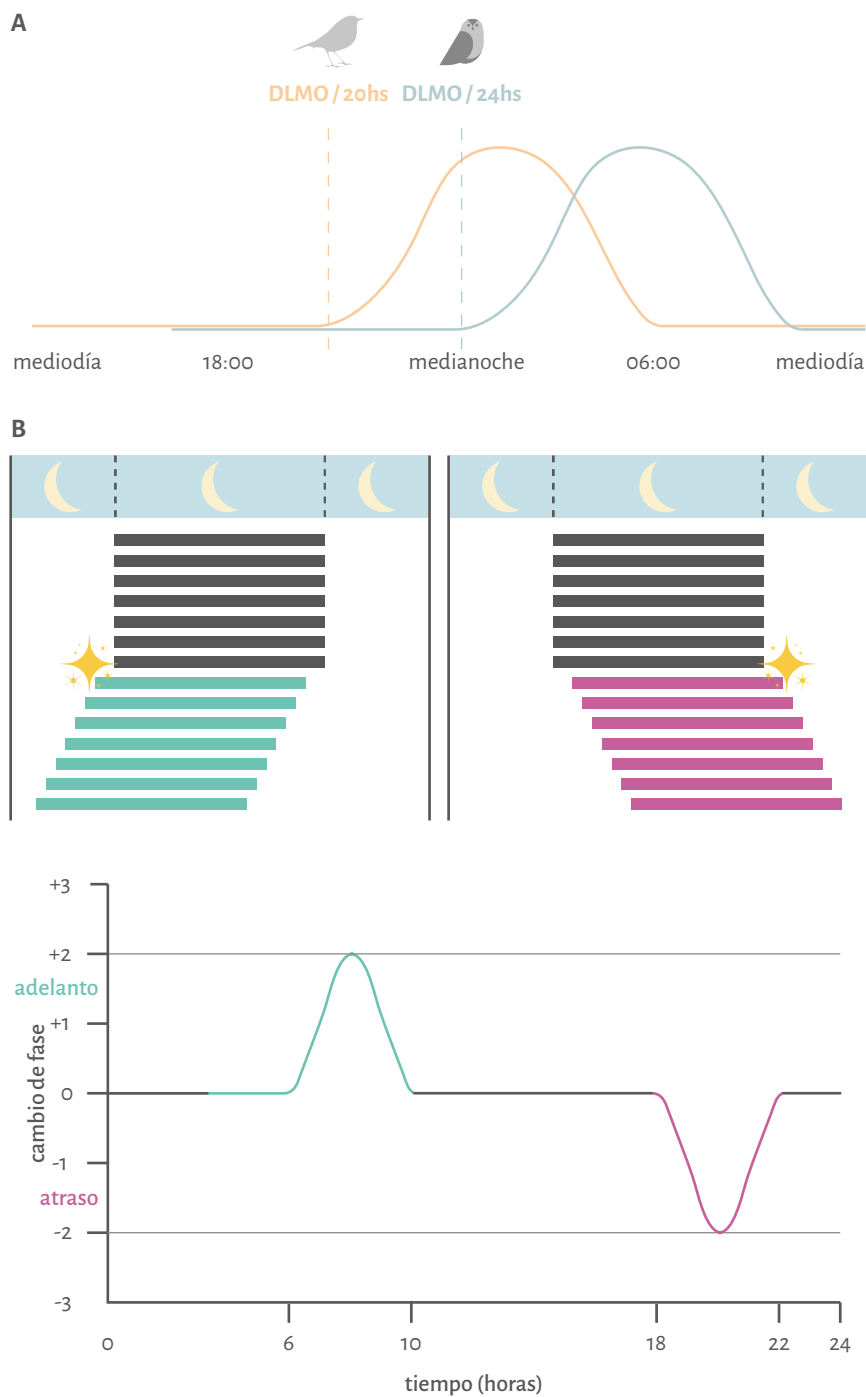 A
DLMO / 20hs DLMO / 24hs
mediodía 18:00 medianoche 06:00 mediodía
B
+3
+2
adelanto
+1
cambio de fase
0
-1
atraso
-2
-3
0 6 10 18 22 24
tiempo (horas)